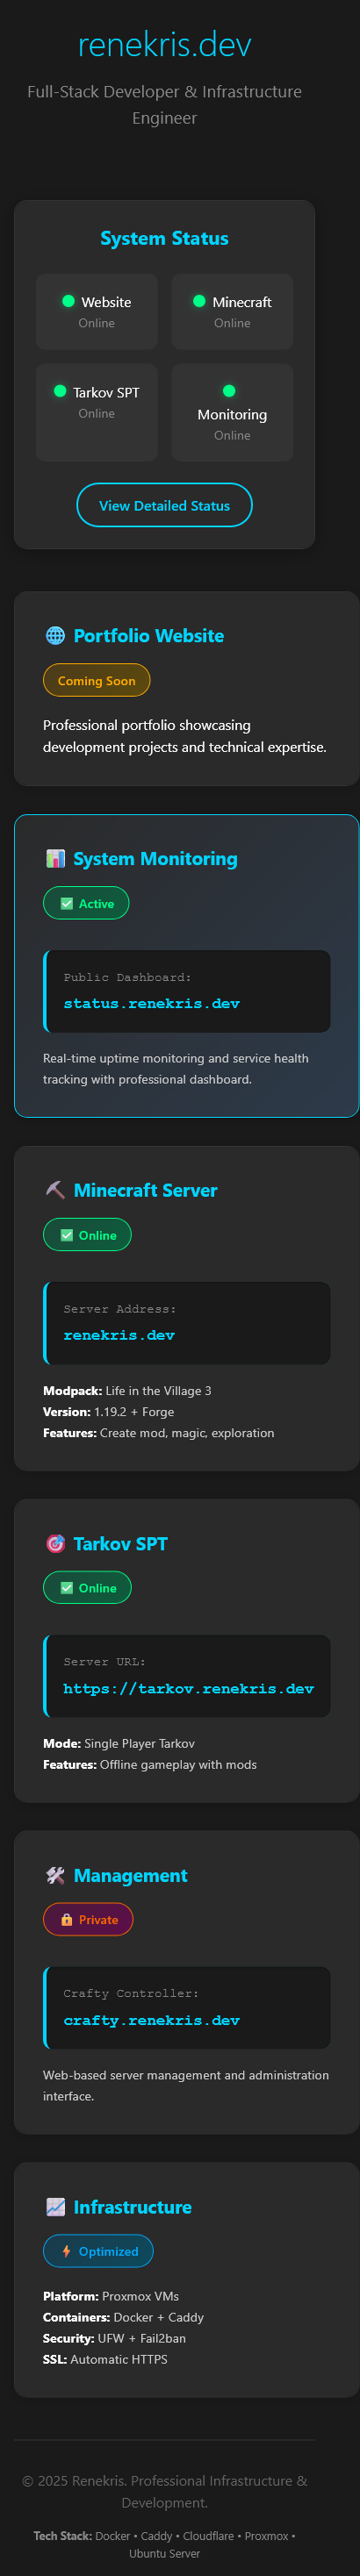 renekris.dev
Full-Stack Developer & Infrastructure
Engineer
System Status
Website
Online
Minecraft
Online
Tarkov SPT
Online
Monitoring
Online
View Detailed Status
Portfolio Website
Coming Soon
Professional portfolio showcasing
development projects and technical expertise.
System Monitoring
Active
Public Dashboard:
status.renekris.dev
Real-time uptime monitoring and service health
tracking with professional dashboard.
Minecraft Server
Online
Server Address:
renekris.dev
Modpack: Life in the Village 3
Version: 1.19.2 + Forge
Features: Create mod, magic, exploration
Tarkov SPT
Online
Server URL:
https://tarkov.renekris.dev
Mode: Single Player Tarkov
Features: Offline gameplay with mods
Management
Private
Crafty Controller:
crafty.renekris.dev
Web-based server management and administration
interface.
Infrastructure
Optimized
Platform: Proxmox VMs
Containers: Docker + Caddy
Security: UFW + Fail2ban
SSL: Automatic HTTPS
© 2025 Renekris. Professional Infrastructure &
Development.
Tech Stack: Docker • Caddy • Cloudflare • Proxmox •
Ubuntu Server